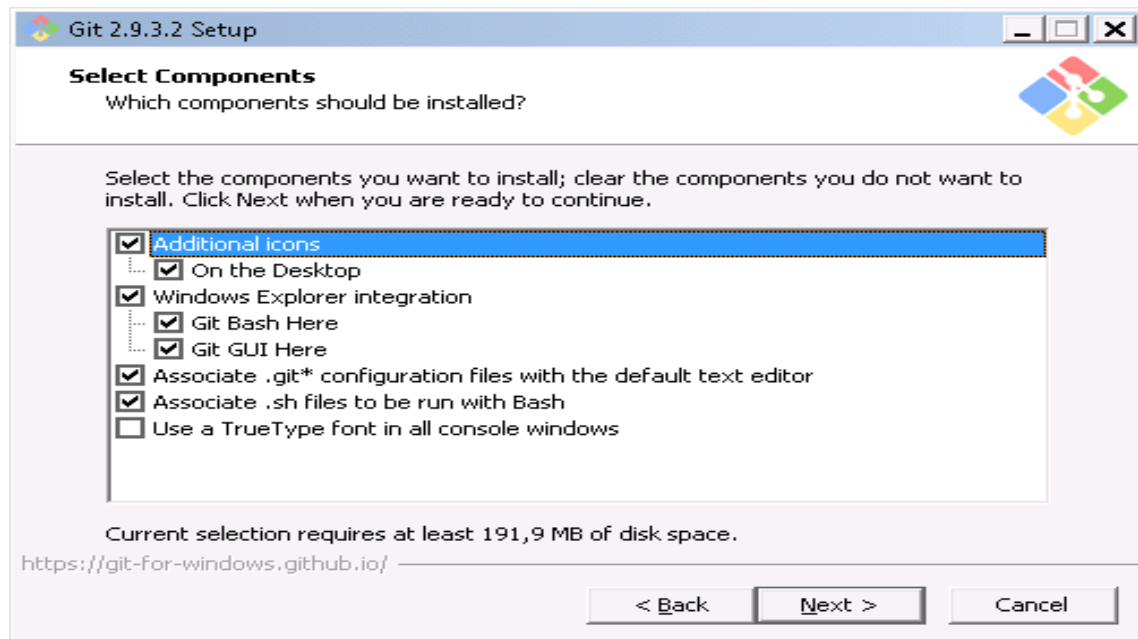 Git 2.9.3.2 Setup
Select Components
Which components should be installed?
Select the components you want to install; clear the components you do not want to
install. Click Next when you are ready to continue.
Additional icons
On the Desktop
Windows Explorer integration
Git Bash Here
Git GUI Here
Associate .git* configuration files with the default text editor
Associate .sh files to be run with Bash
Use a TrueType font in all console windows
Current selection requires at least 191,9 MB of disk space.
https://git-for-windows.github.io/
< Back Next > Cancel